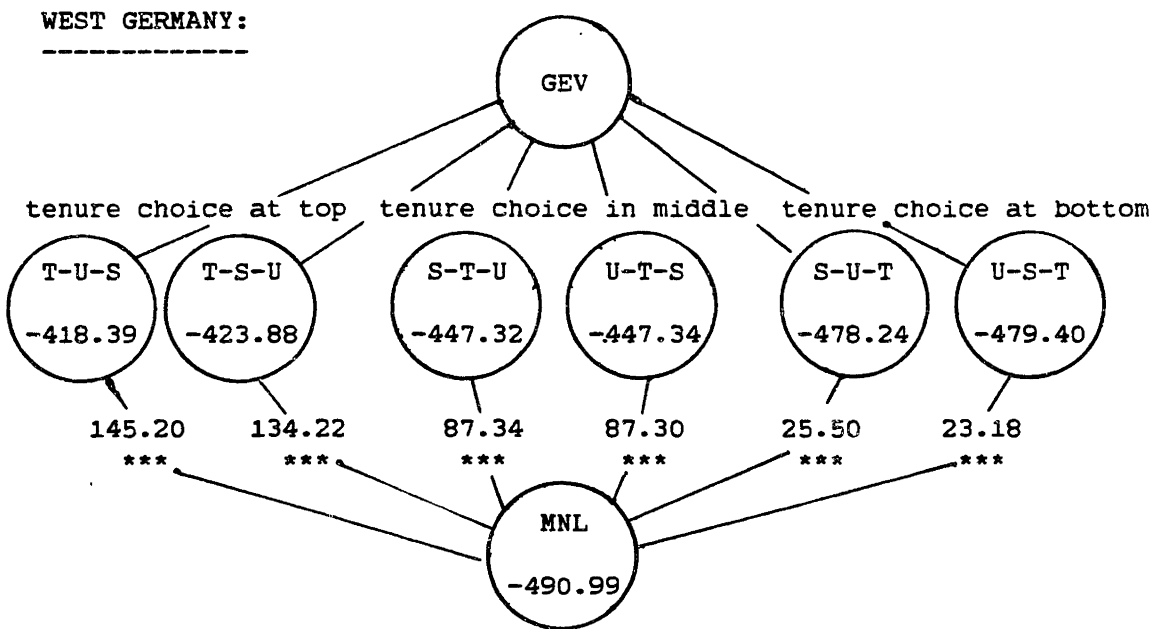 WEST GERMANY:
-------------
GEV
tenure choice at top tenure choice in middle tenure choice at bottom
T-U-S T-S-U S-T-U U-T-S S-U-T U-S-T
-418.39 -423.88 -447.32 -447.34 -478.24 -479.40
145.20 134.22 87.34 87.30 25.50 23.18
*** *** *** *** *** ***
MNL
-490.99